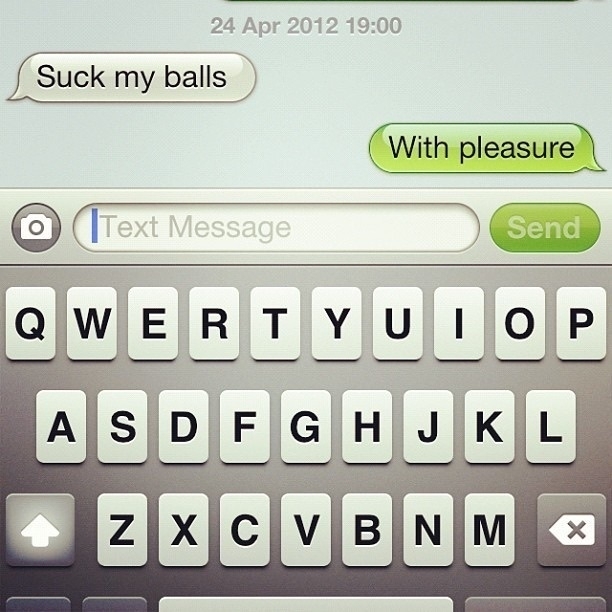 24 Apr 2012 19:00
Suck my balls
With pleasure
Text Message Send
Q W E R T Y U I O P
A S D F G H J K L
Z X C V B N M